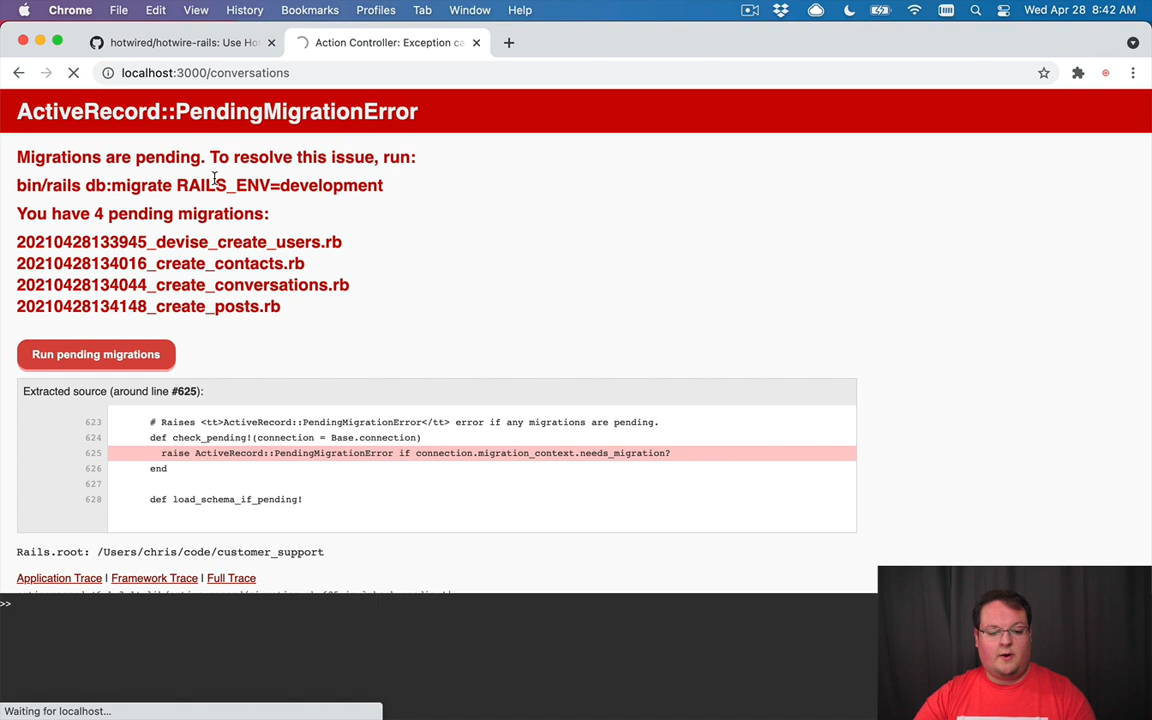 Chrome File Edit View History Bookmarks Profiles Tab Window Help Wed Apr 28 8:42 AM
hotwired/hotwire-rails: Use Hot
Action Controller: Exception ca
localhost:3000/conversations
ActiveRecord::PendingMigrationError
Migrations are pending. To resolve this issue, run:
bin/rails db:migrate RAILS_ENV=development
You have 4 pending migrations:
20210428133945_devise_create_users.rb
20210428134016_create_contacts.rb
20210428134044_create_conversations.rb
20210428134148_create_posts.rb
Run pending migrations
Extracted source (around line #625):
623 # Raises <tt>ActiveRecord::PendingMigrationError</tt> error if any migrations are pending.
624 def check_pending!(connection = Base.connection)
625 raise ActiveRecord::PendingMigrationError if connection.migration_context.needs_migration?
626 end
627
628 def load_schema_if_pending!
Rails.root: /Users/chris/code/customer_support
Application Trace | Framework Trace | Full Trace
>>
Waiting for localhost...